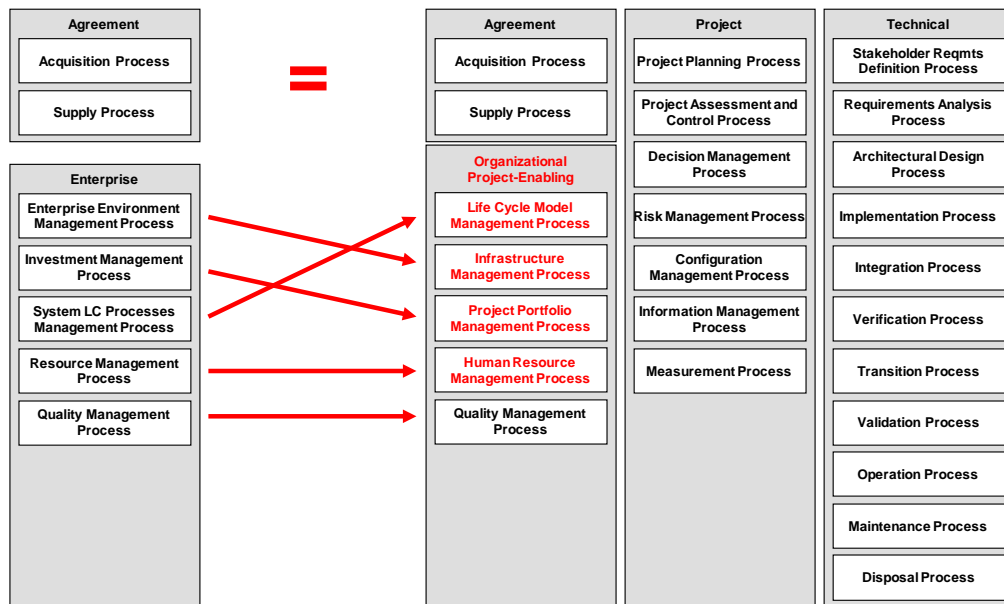 Agreement
Acquisition Process
Supply Process
Enterprise
Enterprise Environment
Management Process
Investment Management
Process
System LC Processes
Management Process
Resource Management
Process
Quality Management
Process
=
Agreement
Acquisition Process
Supply Process
Organizational
Project-Enabling
Life Cycle Model
Management Process
Infrastructure
Management Process
Project Portfolio
Management Process
Human Resource
Management Process
Quality Management
Process
Project
Project Planning Process
Project Assessment and
Control Process
Decision Management
Process
Risk Management Process
Configuration
Management Process
Information Management
Process
Measurement Process
Technical
Stakeholder Reqmts
Definition Process
Requirements Analysis
Process
Architectural Design
Process
Implementation Process
Integration Process
Verification Process
Transition Process
Validation Process
Operation Process
Maintenance Process
Disposal Process